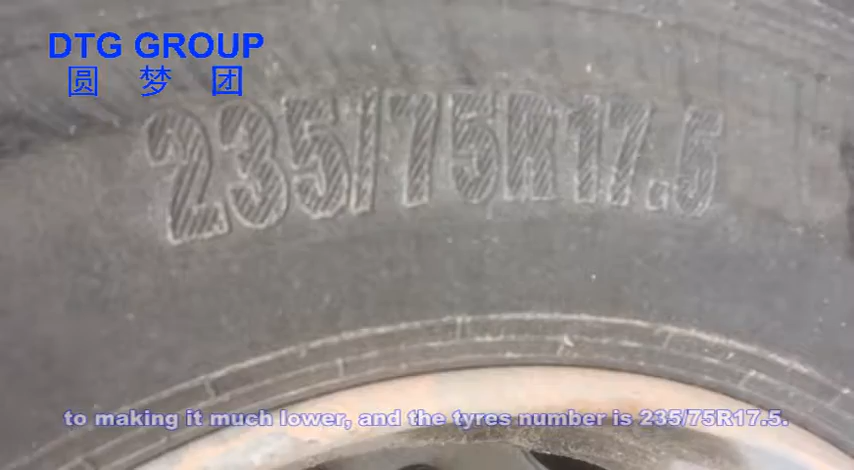 DTG GROUP
圆 梦 团
235/75R17.5
to making it much lower, and the tyres number is 235/75R17.5.